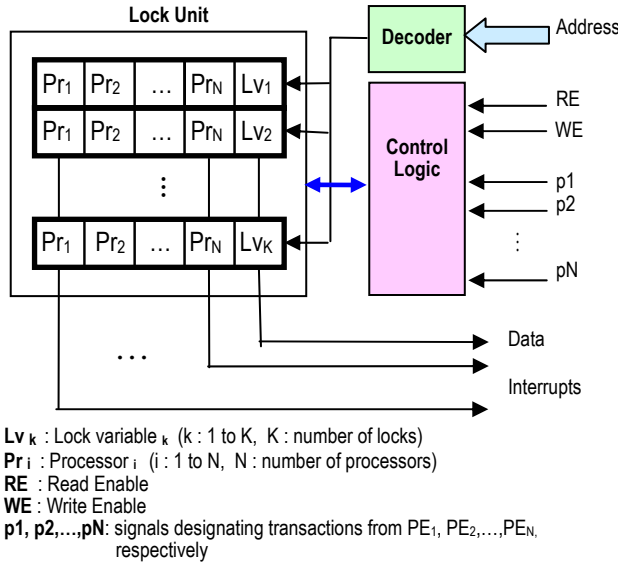 Lock Unit
Decoder
Address
Pr1 Pr2 … PrN Lv1
Pr1 Pr2 … PrN Lv2
⋮
Pr1 Pr2 … PrN LvK
Control
Logic
RE
WE
p1
p2
⋮
pN
Data
…
Interrupts
Lv k : Lock variable k (k : 1 to K, K : number of locks)
Pr i : Processor i (i : 1 to N, N : number of processors)
RE : Read Enable
WE : Write Enable
p1, p2,…,pN: signals designating transactions from PE1, PE2,…,PEN,
respectively